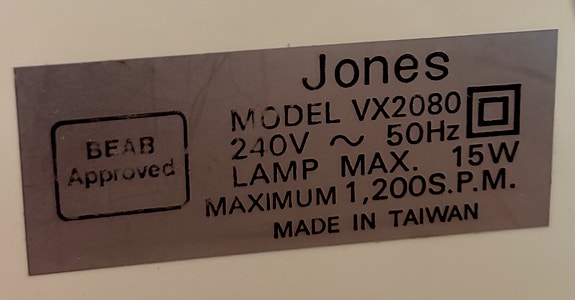 Jones
MODEL VX2080
240V ～ 50Hz
LAMP MAX. 15W
MAXIMUM 1,200S.P.M.
MADE IN TAIWAN
BEAB
Approved